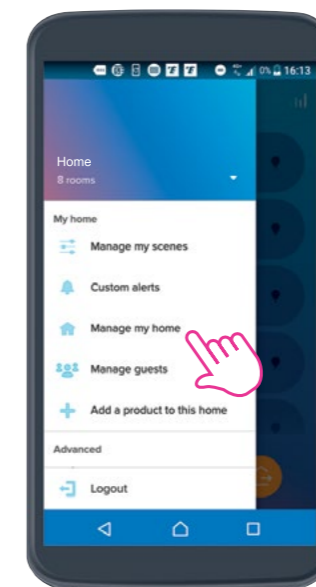 0% 16:13
Home
8 rooms
My home
Manage my scenes
Custom alerts
Manage my home
Manage guests
Add a product to this home
Advanced
Logout